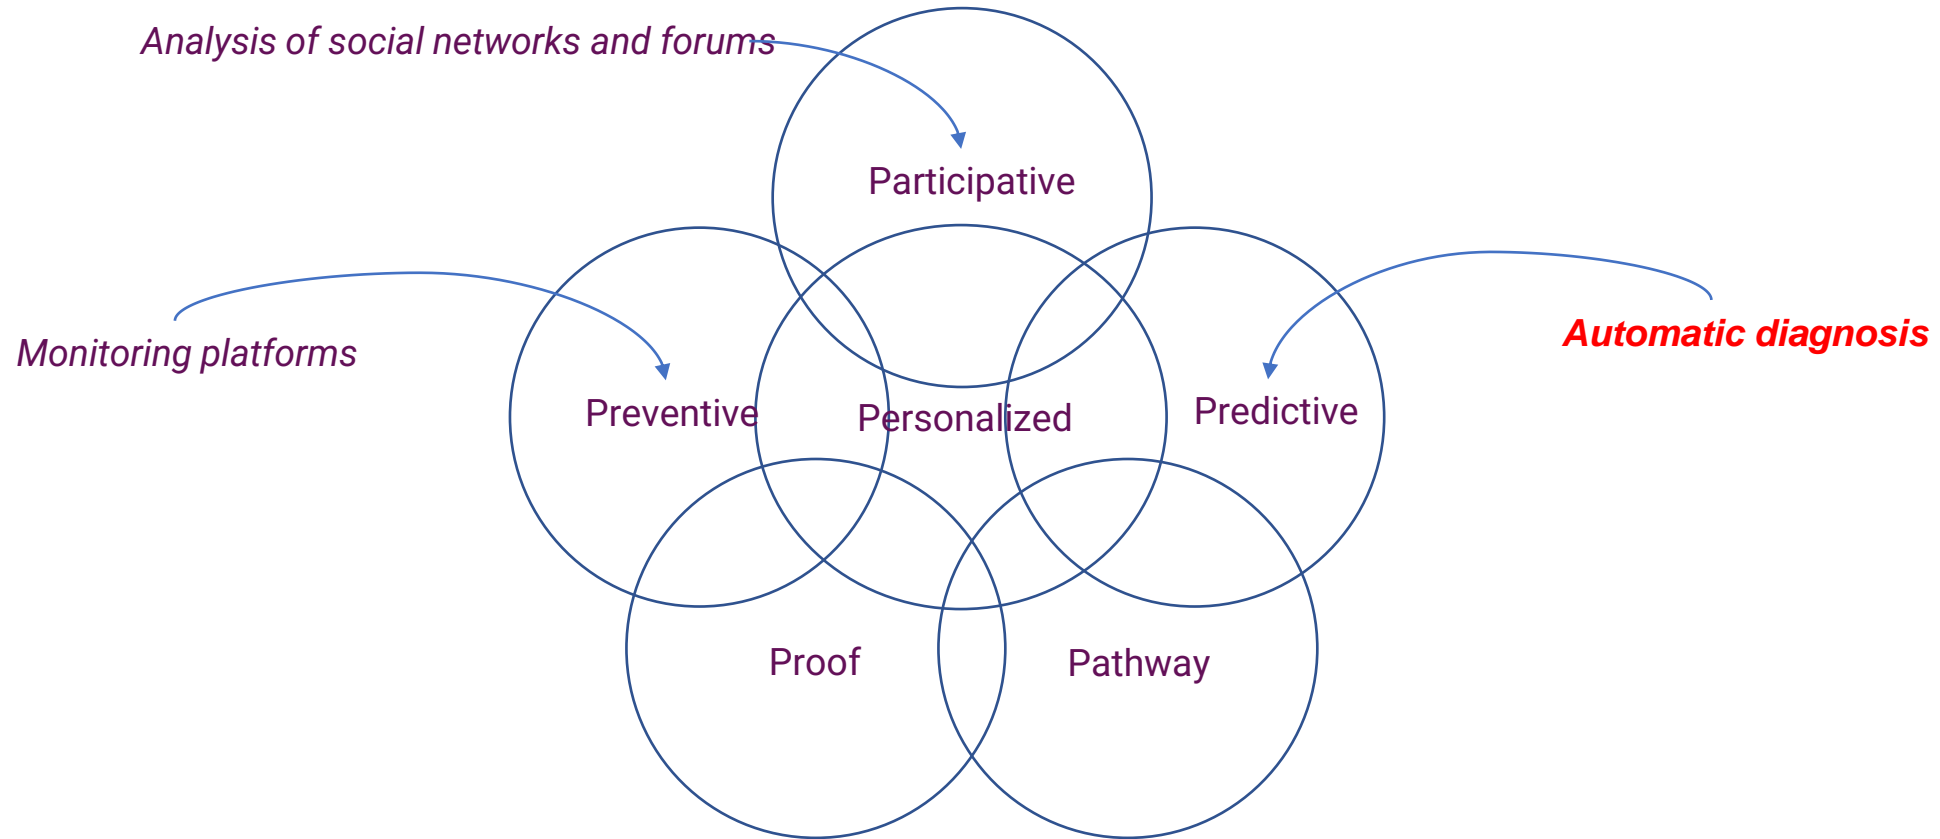 Analysis of social networks and forums
Participative
Monitoring platforms
Automatic diagnosis
Preventive
Personalized
Predictive
Proof
Pathway